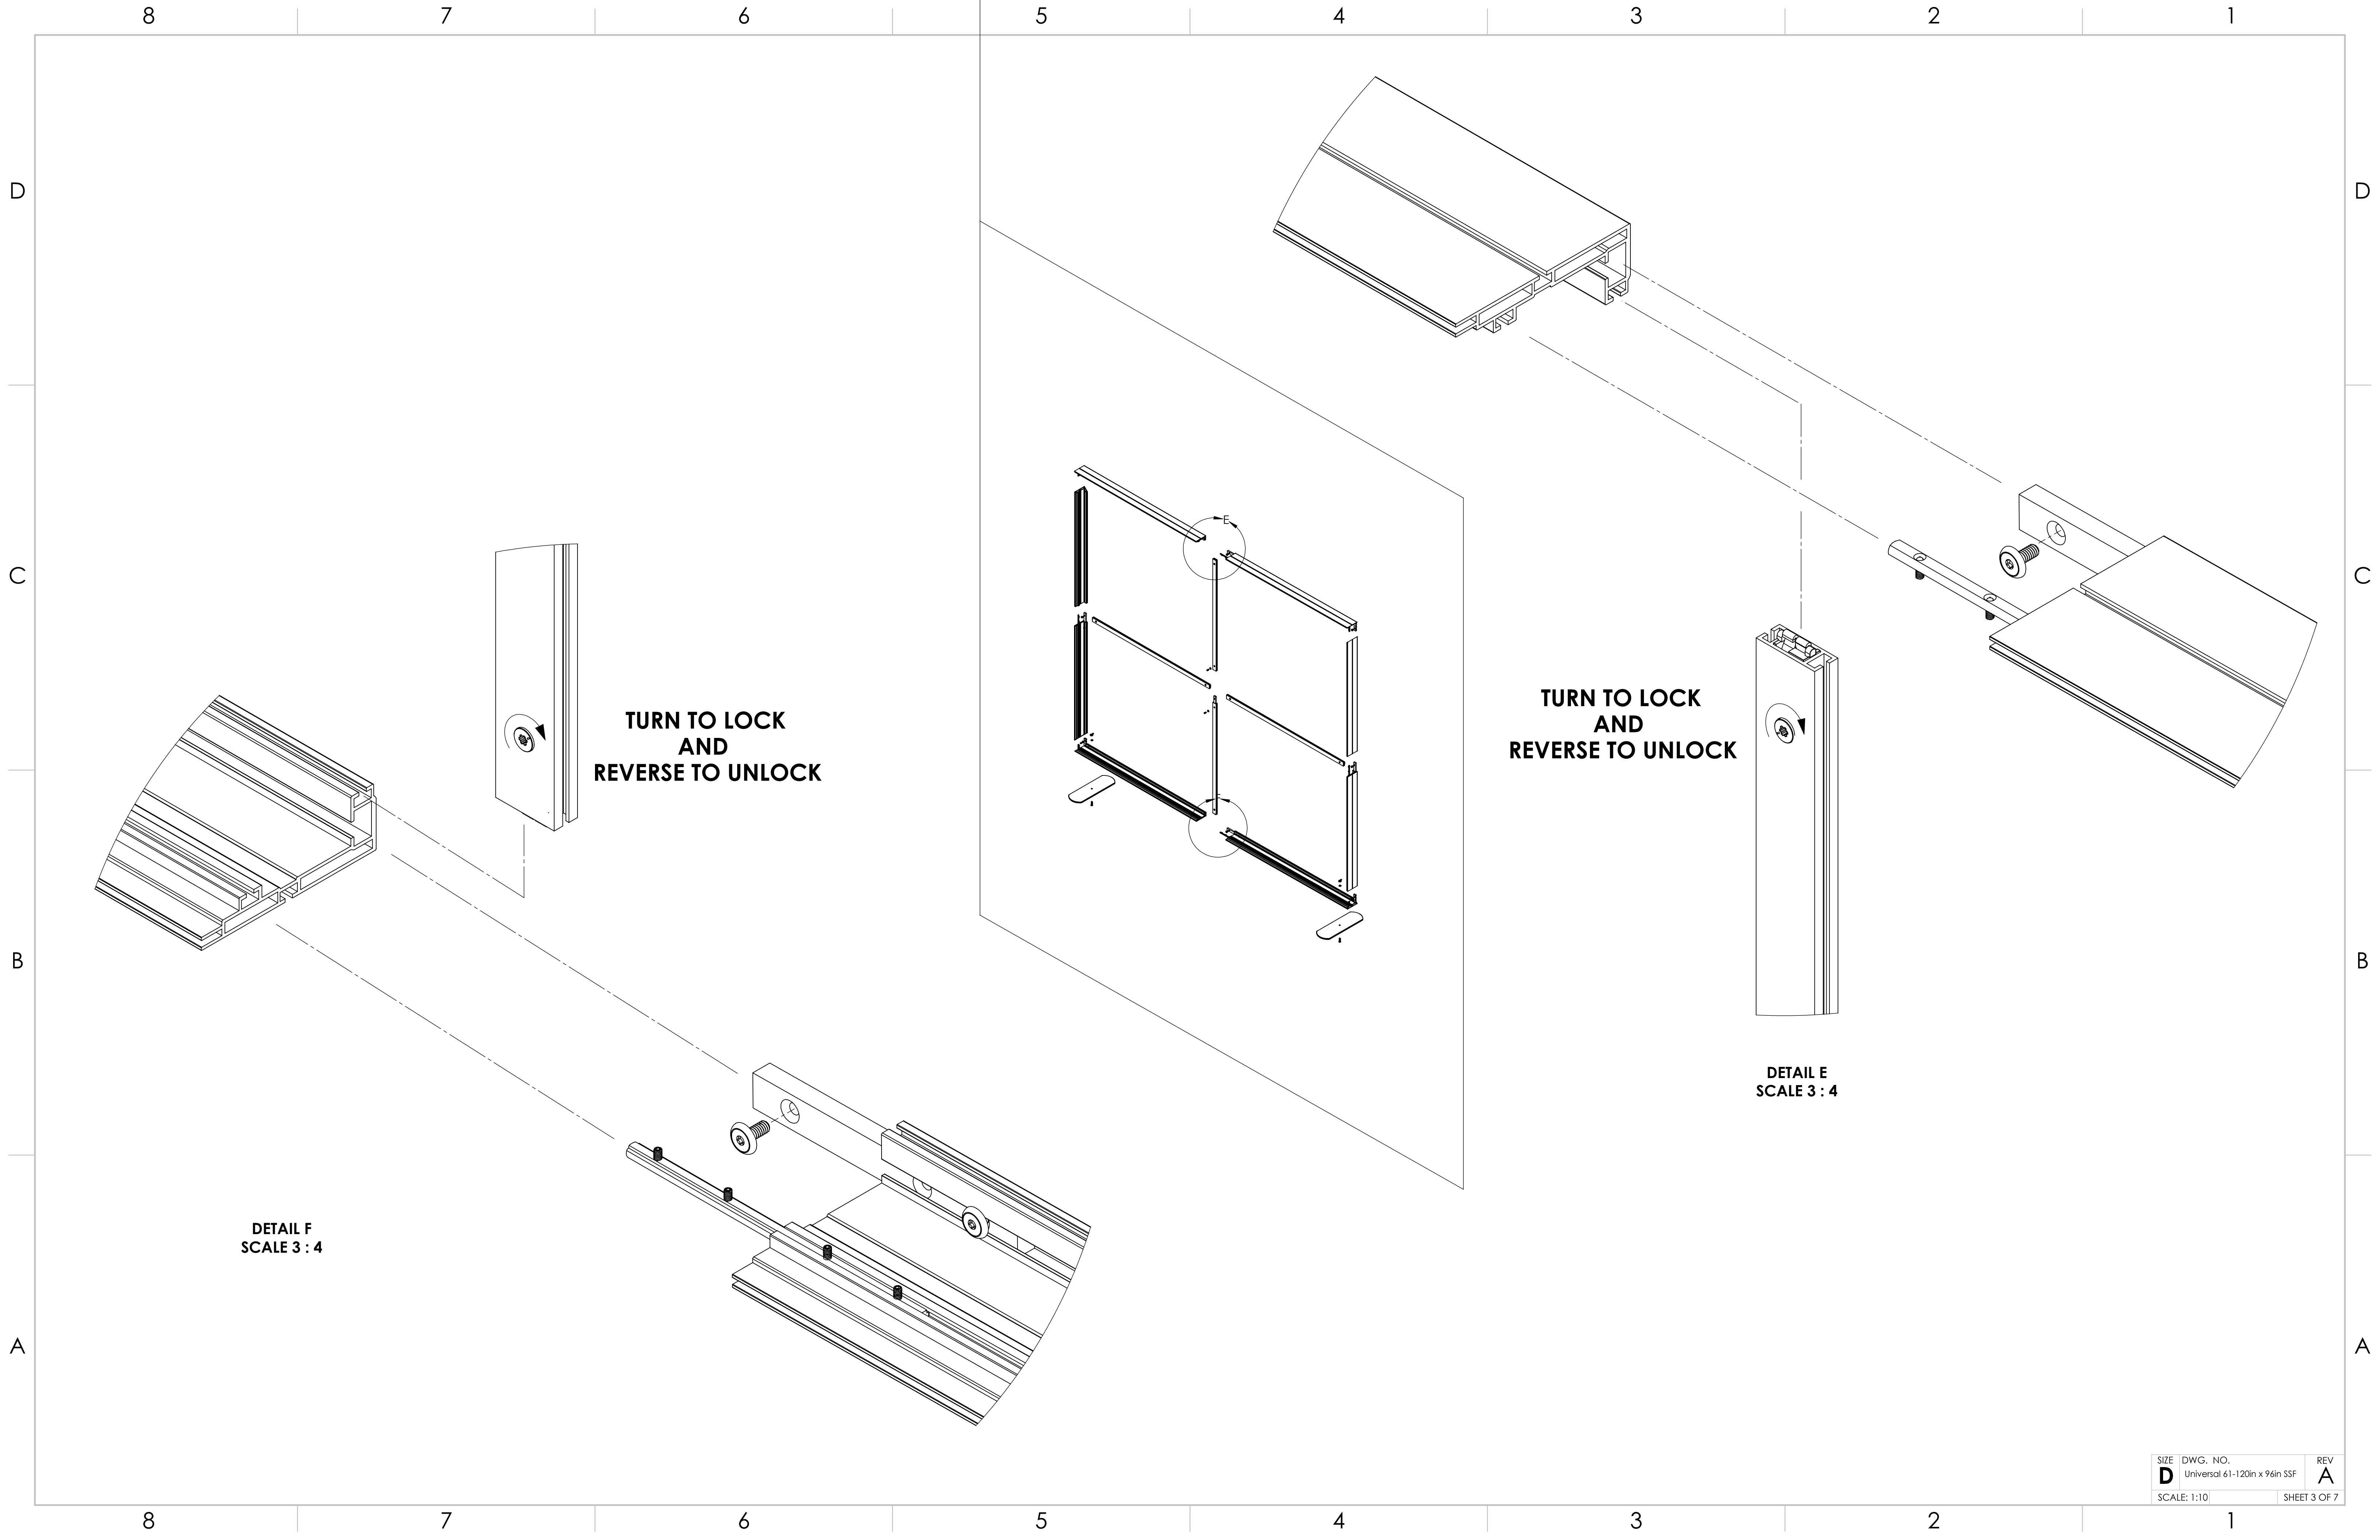 8 7 6 5 4 3 2 1
D D
E
C C
TURN TO LOCK
AND
REVERSE TO UNLOCK
TURN TO LOCK
AND
REVERSE TO UNLOCK
B B
DETAIL E
SCALE 3 : 4
DETAIL F
SCALE 3 : 4
A A
SIZE DWG. NO. REV
D Universal 61-120in x 96in SSF A
SCALE: 1:10 SHEET 3 OF 7
8 7 6 5 4 3 2 1